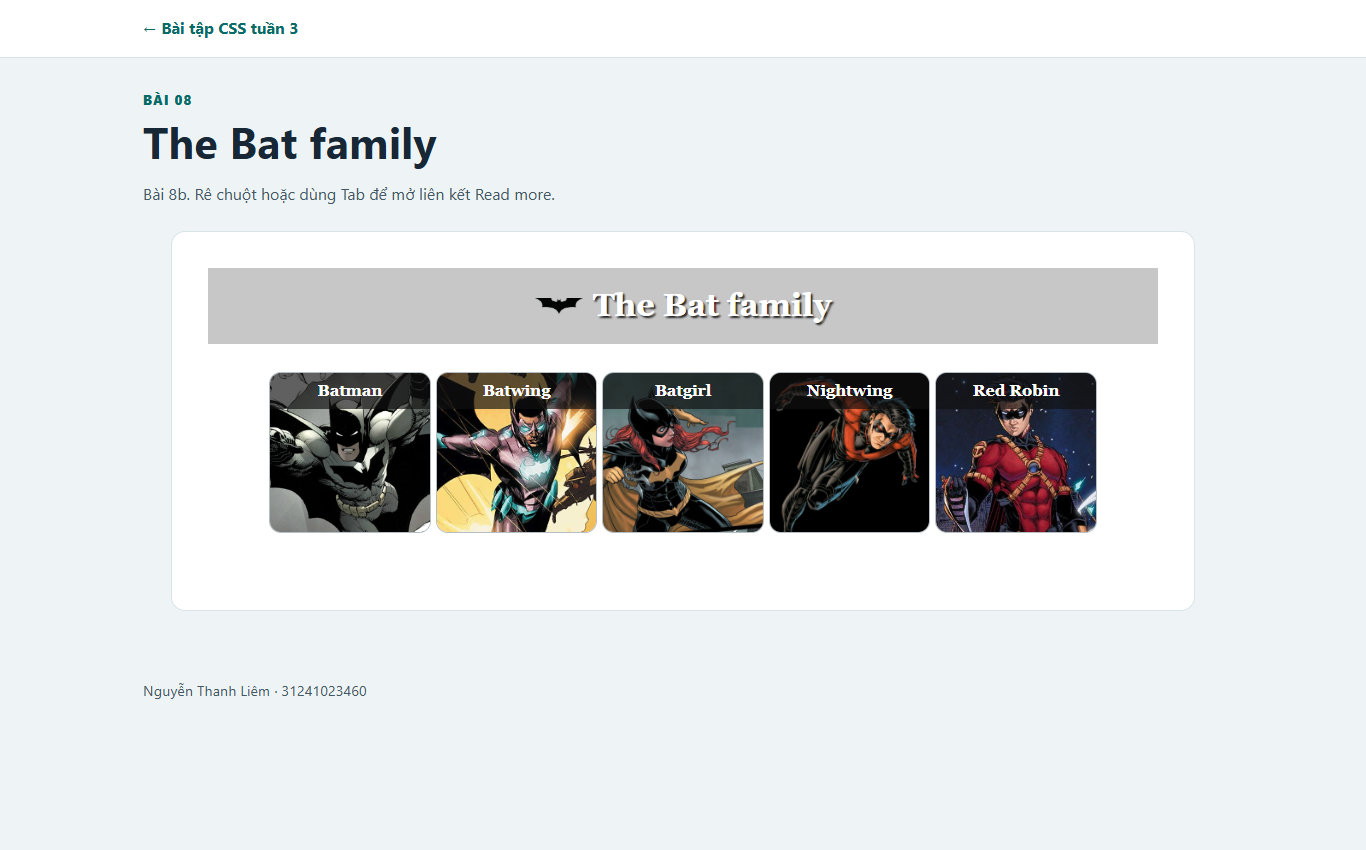 ← Bài tập CSS tuần 3
BÀI 08
The Bat family
Bài 8b. Rê chuột hoặc dùng Tab để mở liên kết Read more.
The Bat family
Batman
Batwing
Batgirl
Nightwing
Red Robin
Nguyễn Thanh Liêm · 31241023460